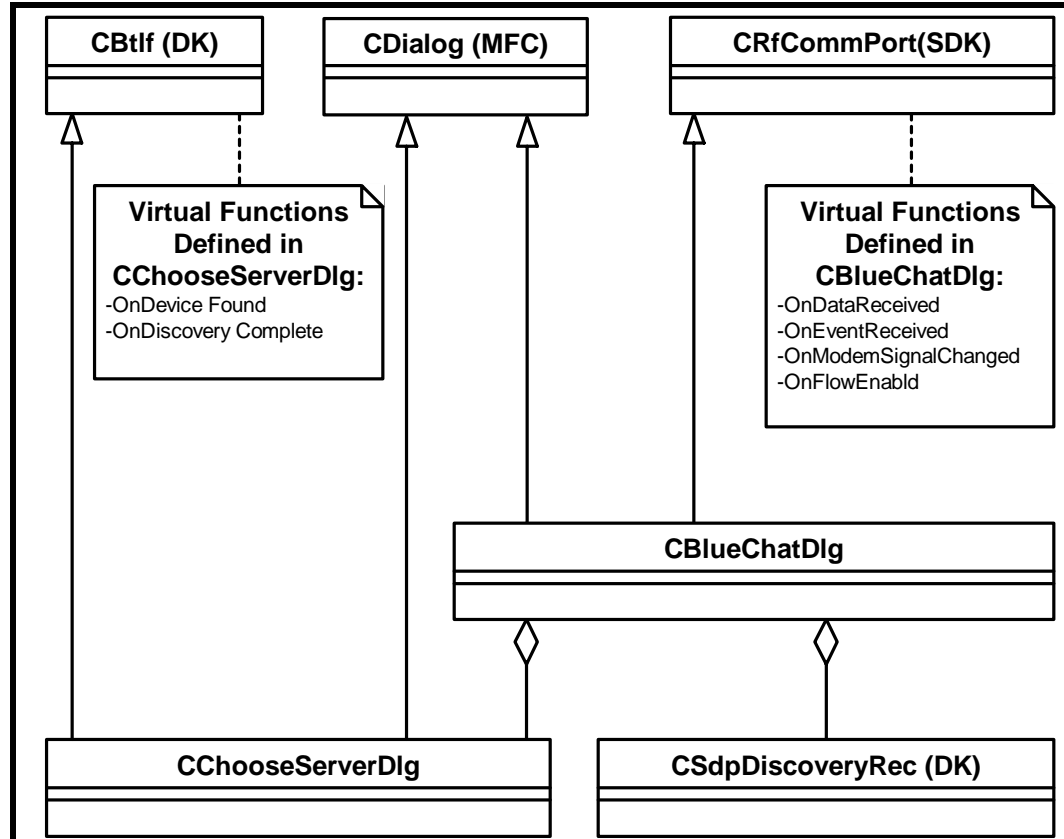 CBtIf (DK)
CDialog (MFC)
CRfCommPort(SDK)
Virtual Functions
Defined in
CChooseServerDlg:
-OnDevice Found
-OnDiscovery Complete
Virtual Functions
Defined in
CBlueChatDlg:
-OnDataReceived
-OnEventReceived
-OnModemSignalChanged
-OnFlowEnabld
CBlueChatDlg
CChooseServerDlg
CSdpDiscoveryRec (DK)